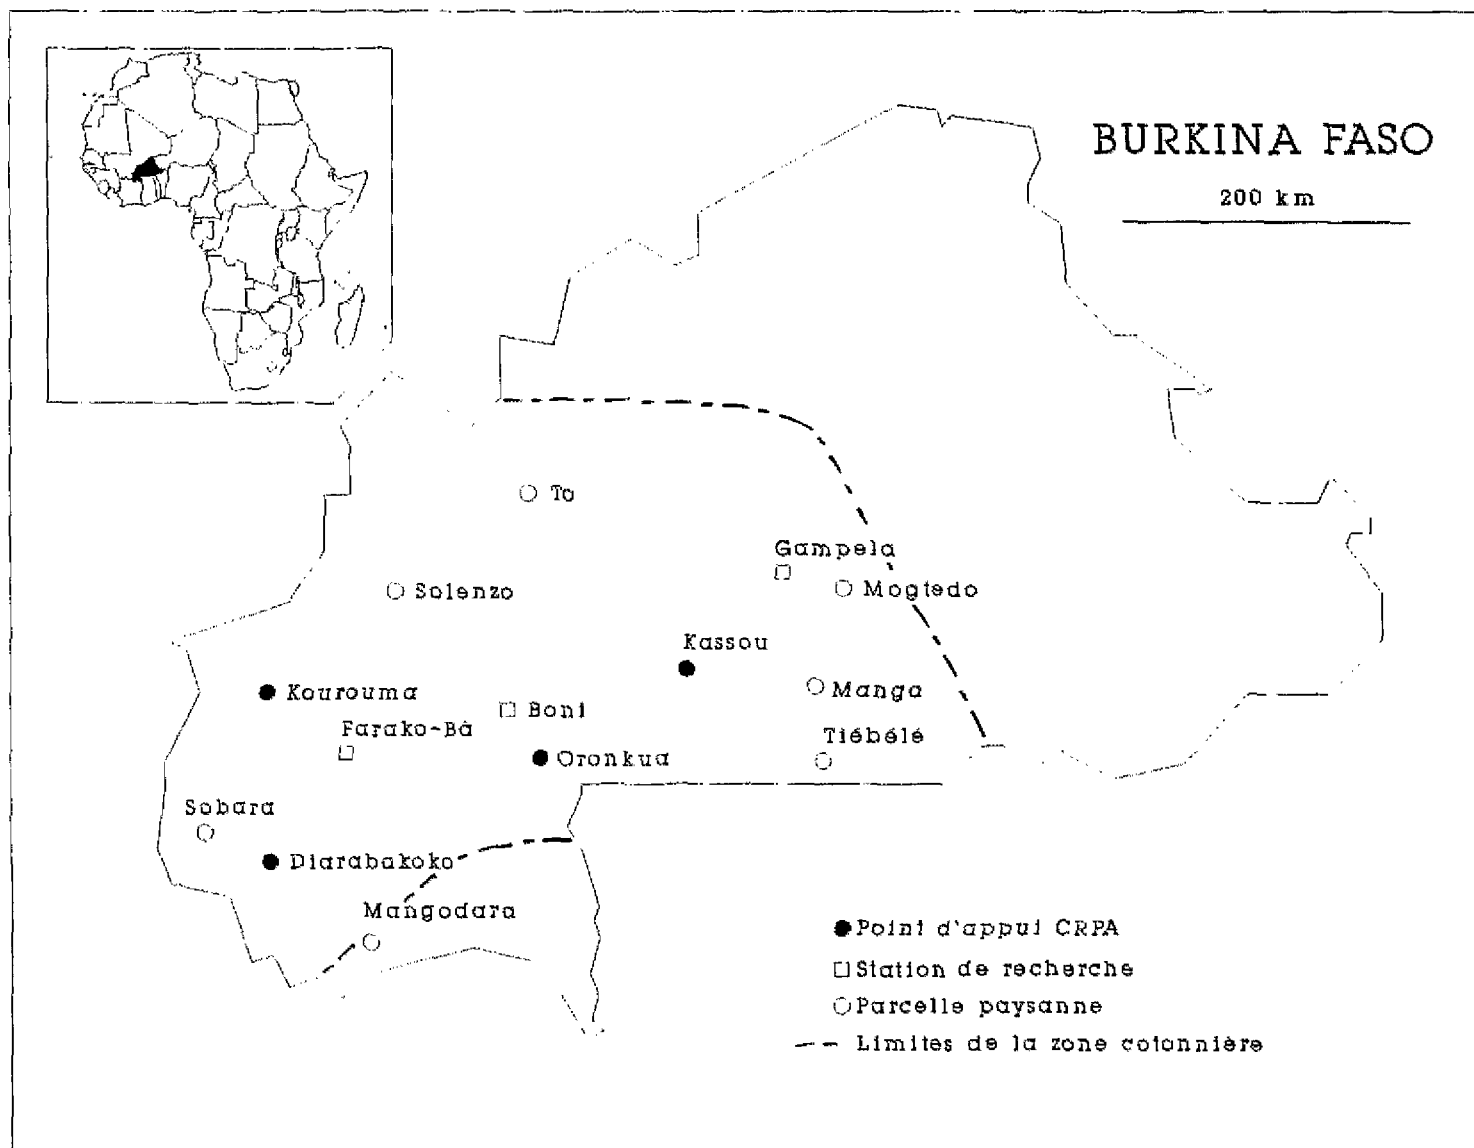 BURKINA FASO
200 km
To
Gampela
Solenzo
Mogtedo
Kassou
Kourouma
Manga
Boni
Farako-Bà
Tiébélé
Oronkua
Sobara
Diarabakoko
Mangodara
Point d'appui CRPA
Station de recherche
Parcelle paysanne
Limites de la zone cotonnière